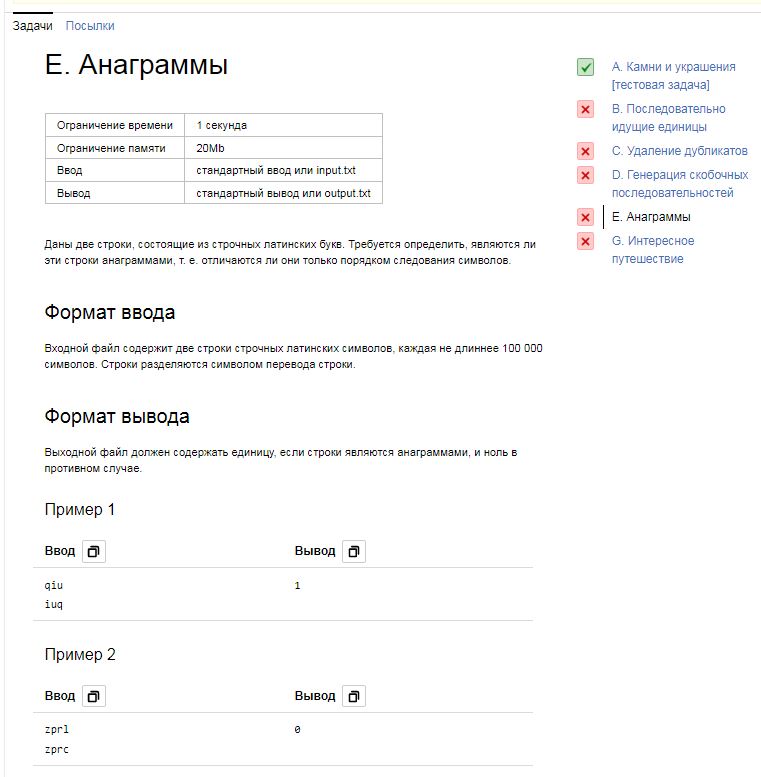 Задачи Посылки
E. Анаграммы
Ограничение времени 1 секунда
Ограничение памяти 20Mb
Ввод стандартный ввод или input.txt
Вывод стандартный вывод или output.txt
Даны две строки, состоящие из строчных латинских букв. Требуется определить, являются ли
эти строки анаграммами, т. е. отличаются ли они только порядком следования символов.
Формат ввода
Входной файл содержит две строки строчных латинских символов, каждая не длиннее 100 000
символов. Строки разделяются символом перевода строки.
Формат вывода
Выходной файл должен содержать единицу, если строки являются анаграммами, и ноль в
противном случае.
Пример 1
Ввод Вывод
qiu 1
iuq
Пример 2
Ввод Вывод
zprl 0
zprc
A. Камни и украшения
[тестовая задача]
B. Последовательно
идущие единицы
C. Удаление дубликатов
D. Генерация скобочных
последовательностей
E. Анаграммы
G. Интересное
путешествие